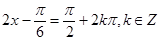 2x − π/6 = π/2 + 2kπ, k ∈ Z